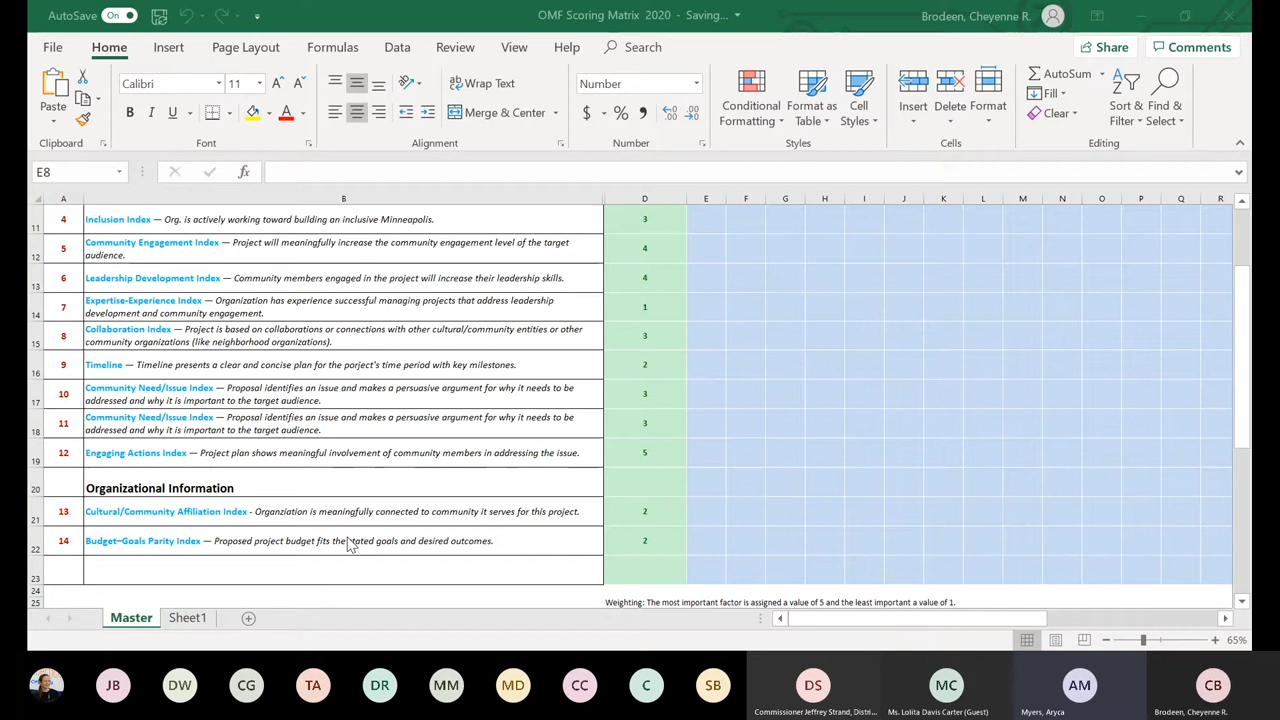 AutoSave On OMF Scoring Matrix 2020 - Saving... Brodeen, Cheyenne R.
File Home Insert Page Layout Formulas Data Review View Help Search Share Comments
Paste
Calibri 11 A A
B I U A
Wrap Text
Merge & Center
Number
$ % ,
Conditional Formatting
Format as Table
Cell Styles
Insert Delete Format
AutoSum
Fill
Clear
Sort & Filter
Find & Select
Clipboard Font Alignment Number Styles Cells Editing
E8 fx
A B D E F G H I J K L M N O P Q R
11 4 Inclusion Index — Org. is actively working toward building an inclusive Minneapolis. 3
12 5 Community Engagement Index — Project will meaningfully increase the community engagement level of the target 4
audience.
13 6 Leadership Development Index — Community members engaged in the project will increase their leadership skills. 4
14 7 Expertise-Experience Index — Organization has experience successful managing projects that address leadership 1
development and community engagement.
15 8 Collaboration Index — Project is based on collaborations or connections with other cultural/community entities or other 3
community organizations (like neighborhood organizations).
16 9 Timeline — Timeline presents a clear and concise plan for the porject's time period with key milestones. 2
17 10 Community Need/Issue Index — Proposal identifies an issue and makes a persuasive argument for why it needs to be 3
addressed and why it is important to the target audience.
18 11 Community Need/Issue Index — Proposal identifies an issue and makes a persuasive argument for why it needs to be 3
addressed and why it is important to the target audience.
19 12 Engaging Actions Index — Project plan shows meaningful involvement of community members in addressing the issue. 5
20 Organizational Information
21 13 Cultural/Community Affiliation Index - Organziation is meaningfully connected to community it serves for this project. 2
22 14 Budget–Goals Parity Index — Proposed project budget fits the stated goals and desired outcomes. 2
23
24
25 Weighting: The most important factor is assigned a value of 5 and the least important a value of 1.
Master Sheet1
65%
JB DW CG TA DR MM MD CC C SB DS MC AM CB
Commissioner Jeffrey Strand, Distri... Ms. Lolita Davis Carter (Guest) Myers, Aryca Brodeen, Cheyenne R.